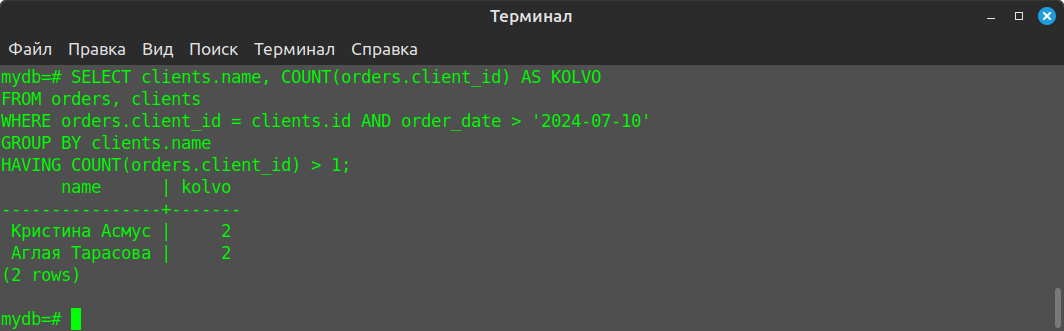 Терминал
Файл Правка Вид Поиск Терминал Справка
mydb=# SELECT clients.name, COUNT(orders.client_id) AS KOLVO
FROM orders, clients
WHERE orders.client_id = clients.id AND order_date > '2024-07-10'
GROUP BY clients.name
HAVING COUNT(orders.client_id) > 1;
      name      | kolvo
----------------+-------
 Кристина Асмус |     2
 Аглая Тарасова |     2
(2 rows)
mydb=#